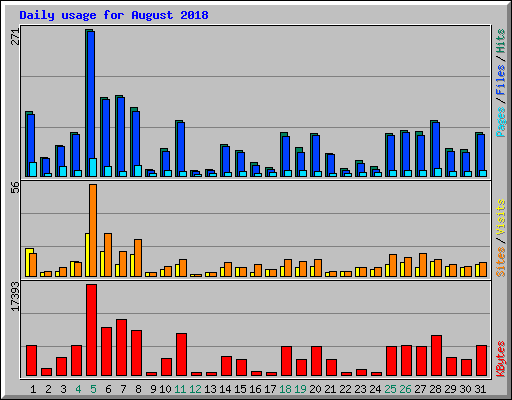 Daily usage for August 2018
271
Pages / Files / Hits
56
Sites / Visits
17393
KBytes
1 2 3 4 5 6 7 8 9 10 11 12 13 14 15 16 17 18 19 20 21 22 23 24 25 26 27 28 29 30 31